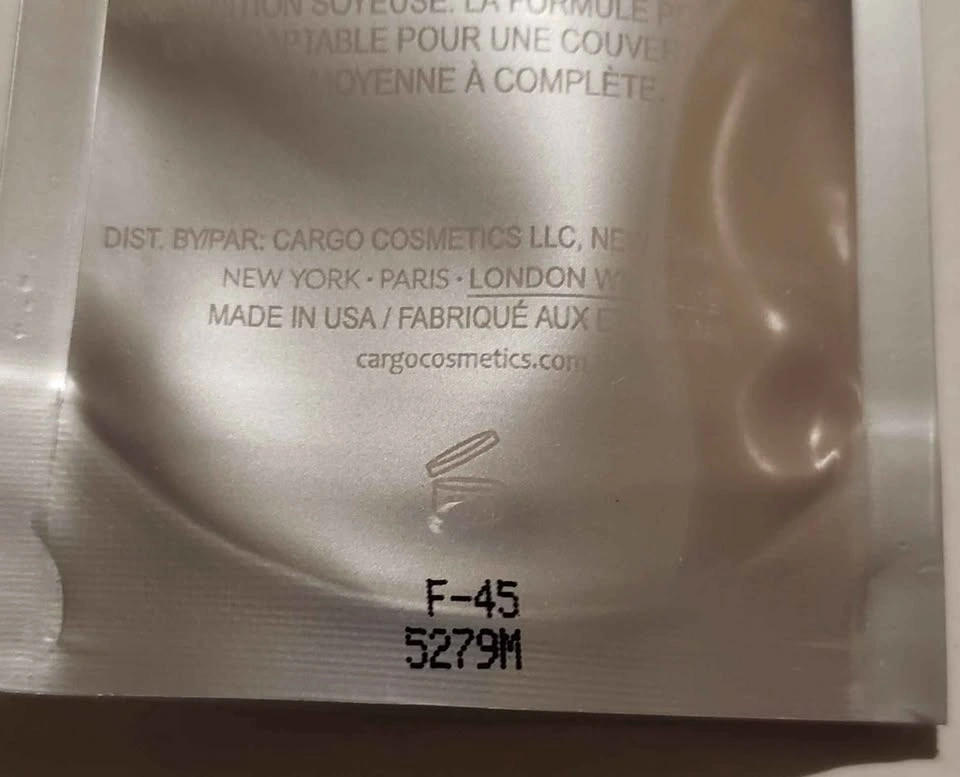 SOYEUSE. LA FORMULE
POUR UNE
À COMPLÈTE.
DIST. BY/PAR: CARGO COSMETICS LLC,
NEW YORK · PARIS · LONDON
MADE IN USA / FABRIQUÉ AUX
cargocosmetics.com
F-45
5279M